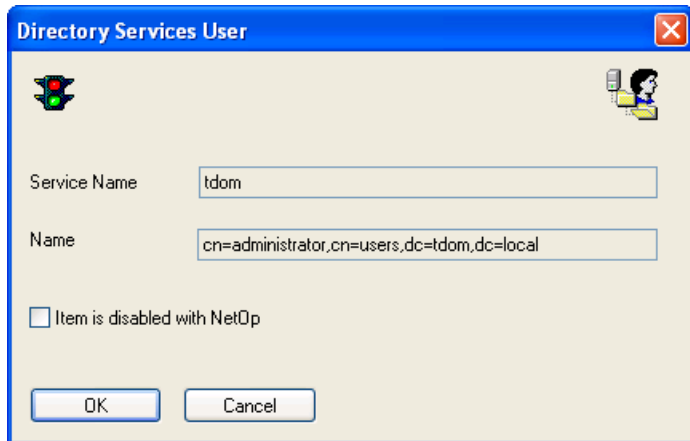 Directory Services User
Service Name tdom
Name cn=administrator,cn=users,dc=tdom,dc=local
Item is disabled with NetOp
OK Cancel